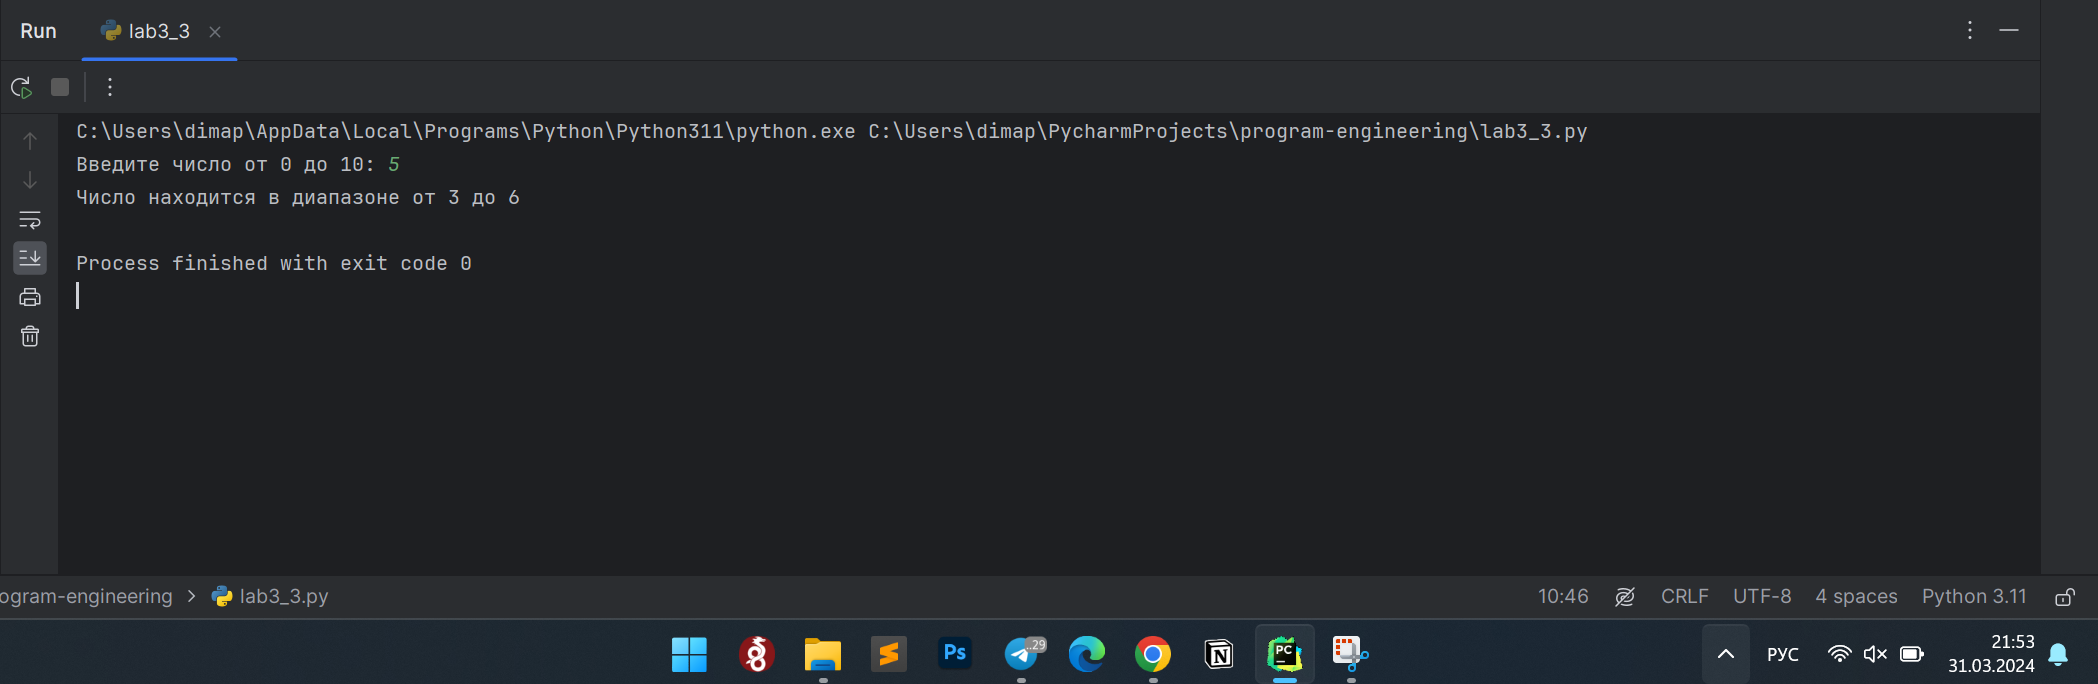 Run lab3_3
C:\Users\dimap\AppData\Local\Programs\Python\Python311\python.exe C:\Users\dimap\PycharmProjects\program-engineering\lab3_3.py
Введите число от 0 до 10: 5
Число находится в диапазоне от 3 до 6
Process finished with exit code 0
ogram-engineering > lab3_3.py 10:46 CRLF UTF-8 4 spaces Python 3.11
Ps ..29 N PC РУС 21:53
31.03.2024